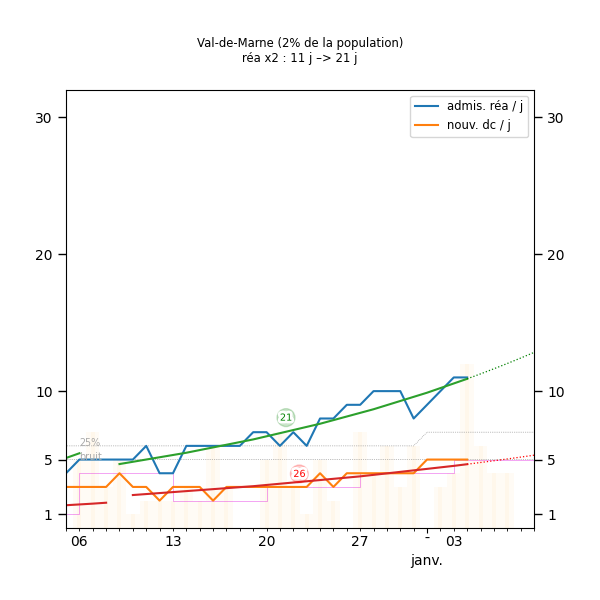 Val-de-Marne (2% de la population)
réa x2 : 11 j –> 21 j
admis. réa / j
nouv. dc / j
30 30
20 20
10 10
5 5
1 1
25%
bruit
21
26
06 13 20 27 - 03
janv.